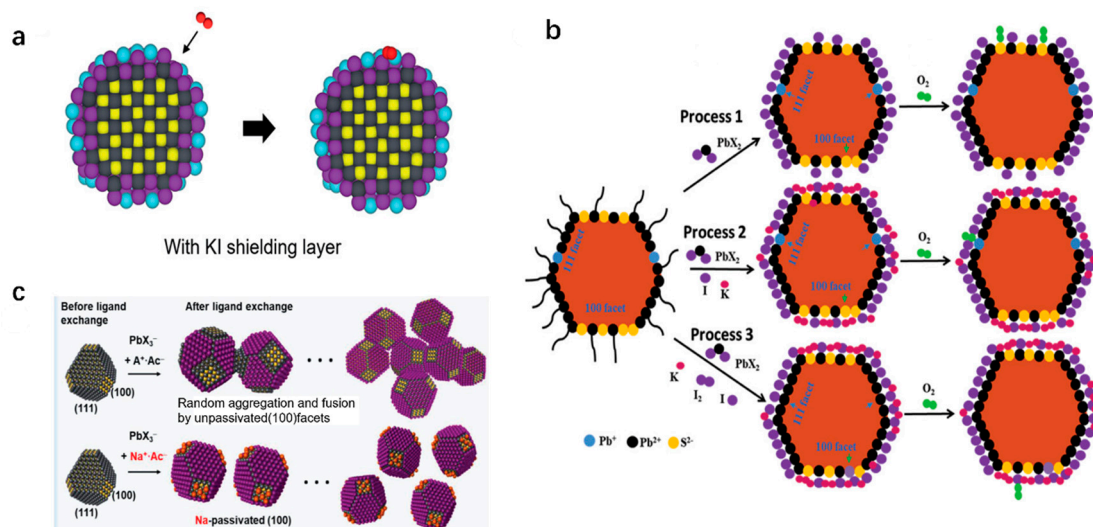 a
With KI shielding layer
b
Process 1
PbX₂
111 facet
100 facet
O₂
111 facet
100 facet
Process 2
PbX₂
I
K
111 facet
100 facet
O₂
Process 3
PbX₂
K
I₂
I
111 facet
100 facet
O₂
Pb⁺
Pb²⁺
S²⁻
c
Before ligand
exchange
After ligand exchange
PbX₃⁻
+ A⁺·Ac⁻
(100)
(111)
Random aggregation and fusion
by unpassivated(100)facets
PbX₃⁻
+ Na⁺·Ac⁻
(100)
(111)
Na-passivated (100)